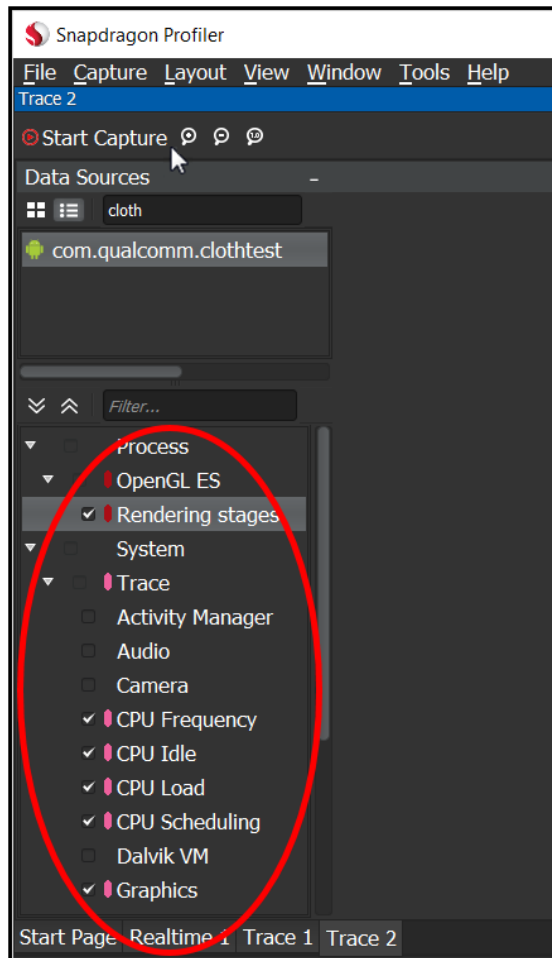 Snapdragon Profiler
File Capture Layout View Window Tools Help
Trace 2
Start Capture 1.0
Data Sources -
cloth
com.qualcomm.clothtest
Filter...
Process
OpenGL ES
Rendering stages
System
Trace
Activity Manager
Audio
Camera
CPU Frequency
CPU Idle
CPU Load
CPU Scheduling
Dalvik VM
Graphics
Start Page Realtime 1 Trace 1 Trace 2